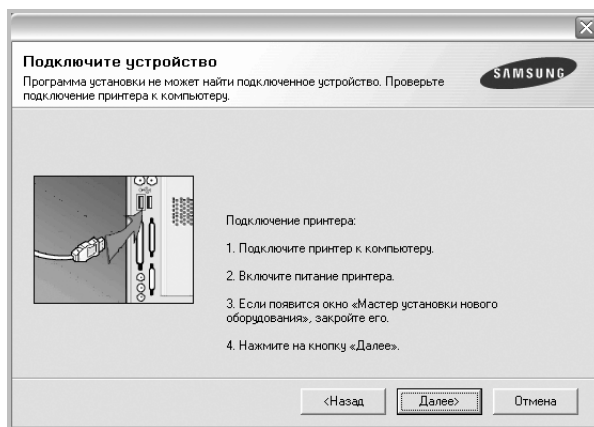 Подключите устройство
Программа установки не может найти подключенное устройство. Проверьте
подключение принтера к компьютеру.
SAMSUNG
Подключение принтера:
1. Подключите принтер к компьютеру.
2. Включите питание принтера.
3. Если появится окно «Мастер установки нового
оборудования», закройте его.
4. Нажмите на кнопку «Далее».
<Назад
Далее>
Отмена